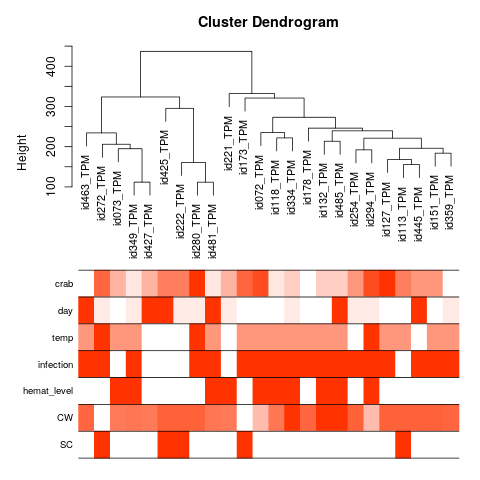 Cluster Dendrogram
Height
100
200
300
400
id463_TPM
id272_TPM
id073_TPM
id349_TPM
id427_TPM
id425_TPM
id222_TPM
id280_TPM
id481_TPM
id221_TPM
id173_TPM
id072_TPM
id118_TPM
id334_TPM
id178_TPM
id132_TPM
id485_TPM
id254_TPM
id294_TPM
id127_TPM
id113_TPM
id445_TPM
id151_TPM
id359_TPM
crab
day
temp
infection
hemat_level
CW
SC